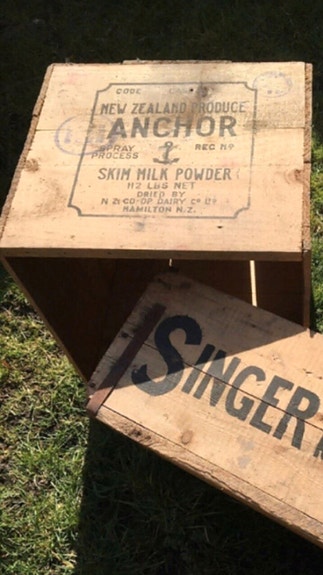 CODE
NEW ZEALAND PRODUCE
ANCHOR
SPRAY PROCESS REG Nº
SKIM MILK POWDER
112 LBS NET
DRIED BY
N Z CO-OP DAIRY Cº LTD
HAMILTON N.Z.
SINGER